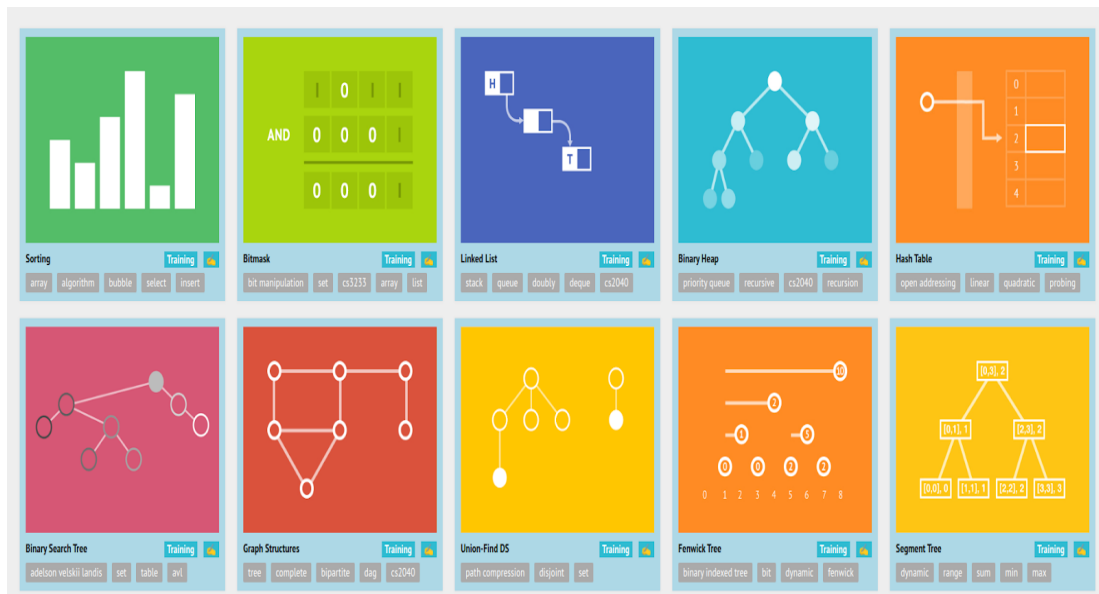 1 0 1 1
AND 0 0 0 1
0 0 0 1
H
T
0
1
2
3
4
Sorting Training
array algorithm bubble select insert
Bitmask Training
bit manipulation set cs3233 array list
Linked List Training
stack queue doubly deque cs2040
Binary Heap Training
priority queue recursive cs2040 recursion
Hash Table Training
open addressing linear quadratic probing
10
2
1 5
0 0 2 2
0 1 2 3 4 5 6 7 8
[0,3], 2
[0,1], 1 [2,3], 2
[0,0], 0 [1,1], 1 [2,2], 2 [3,3], 3
Binary Search Tree Training
adelson velskii landis set table avl
Graph Structures Training
tree complete bipartite dag cs2040
Union-Find DS Training
path compression disjoint set
Fenwick Tree Training
binary indexed tree bit dynamic fenwick
Segment Tree Training
dynamic range sum min max